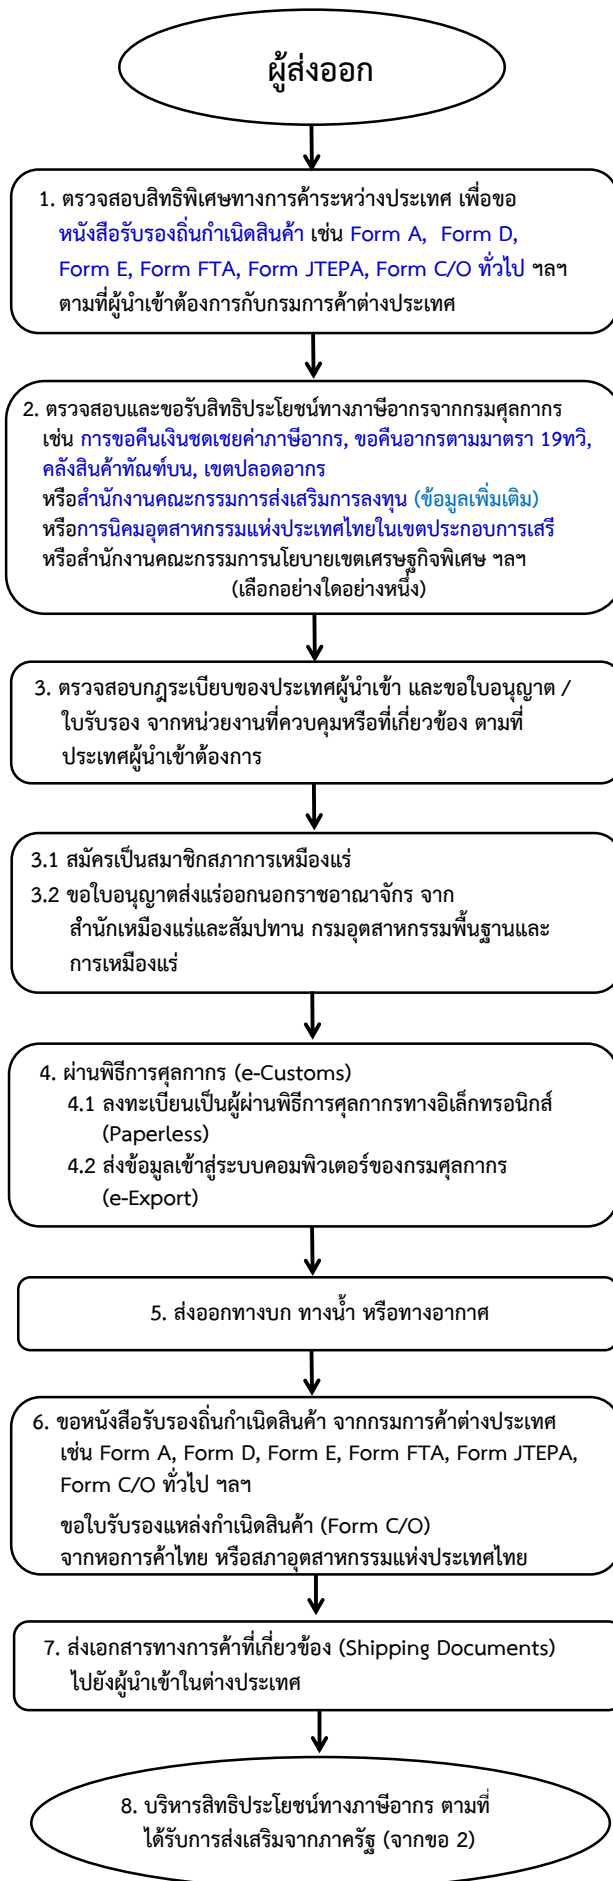 ผู้ส่งออก
1. ตรวจสอบสิทธิพิเศษทางการค้าระหว่างประเทศ เพื่อขอ
หนังสือรับรองถิ่นกำเนิดสินค้า เช่น Form A, Form D,
Form E, Form FTA, Form JTEPA, Form C/O ทั่วไป ฯลฯ
ตามที่ผู้นำเข้าต้องการกับกรมการค้าต่างประเทศ
2. ตรวจสอบและขอรับสิทธิประโยชน์ทางภาษีอากรจากกรมศุลกากร
เช่น การขอคืนเงินชดเชยค่าภาษีอากร, ขอคืนอากรตามมาตรา 19ทวิ,
คลังสินค้าทัณฑ์บน, เขตปลอดอากร
หรือสำนักงานคณะกรรมการส่งเสริมการลงทุน (ข้อมูลเพิ่มเติม)
หรือการนิคมอุตสาหกรรมแห่งประเทศไทยในเขตประกอบการเสรี
หรือสำนักงานคณะกรรมการนโยบายเขตเศรษฐกิจพิเศษ ฯลฯ
(เลือกอย่างใดอย่างหนึ่ง)
3. ตรวจสอบกฎระเบียบของประเทศผู้นำเข้า และขอใบอนุญาต /
ใบรับรอง จากหน่วยงานที่ควบคุมหรือที่เกี่ยวข้อง ตามที่
ประเทศผู้นำเข้าต้องการ
3.1 สมัครเป็นสมาชิกสภาการเหมืองแร่
3.2 ขอใบอนุญาตส่งแร่ออกนอกราชอาณาจักร จาก
สำนักเหมืองแร่และสัมปทาน กรมอุตสาหกรรมพื้นฐานและ
การเหมืองแร่
4. ผ่านพิธีการศุลกากร (e-Customs)
4.1 ลงทะเบียนเป็นผู้ผ่านพิธีการศุลกากรทางอิเล็กทรอนิกส์
(Paperless)
4.2 ส่งข้อมูลเข้าสู่ระบบคอมพิวเตอร์ของกรมศุลกากร
(e-Export)
5. ส่งออกทางบก ทางน้ำ หรือทางอากาศ
6. ขอหนังสือรับรองถิ่นกำเนิดสินค้า จากกรมการค้าต่างประเทศ
เช่น Form A, Form D, Form E, Form FTA, Form JTEPA,
Form C/O ทั่วไป ฯลฯ
ขอใบรับรองแหล่งกำเนิดสินค้า (Form C/O)
จากหอการค้าไทย หรือสภาอุตสาหกรรมแห่งประเทศไทย
7. ส่งเอกสารทางการค้าที่เกี่ยวข้อง (Shipping Documents)
ไปยังผู้นำเข้าในต่างประเทศ
8. บริหารสิทธิประโยชน์ทางภาษีอากร ตามที่
ได้รับการส่งเสริมจากภาครัฐ (จากขอ 2)